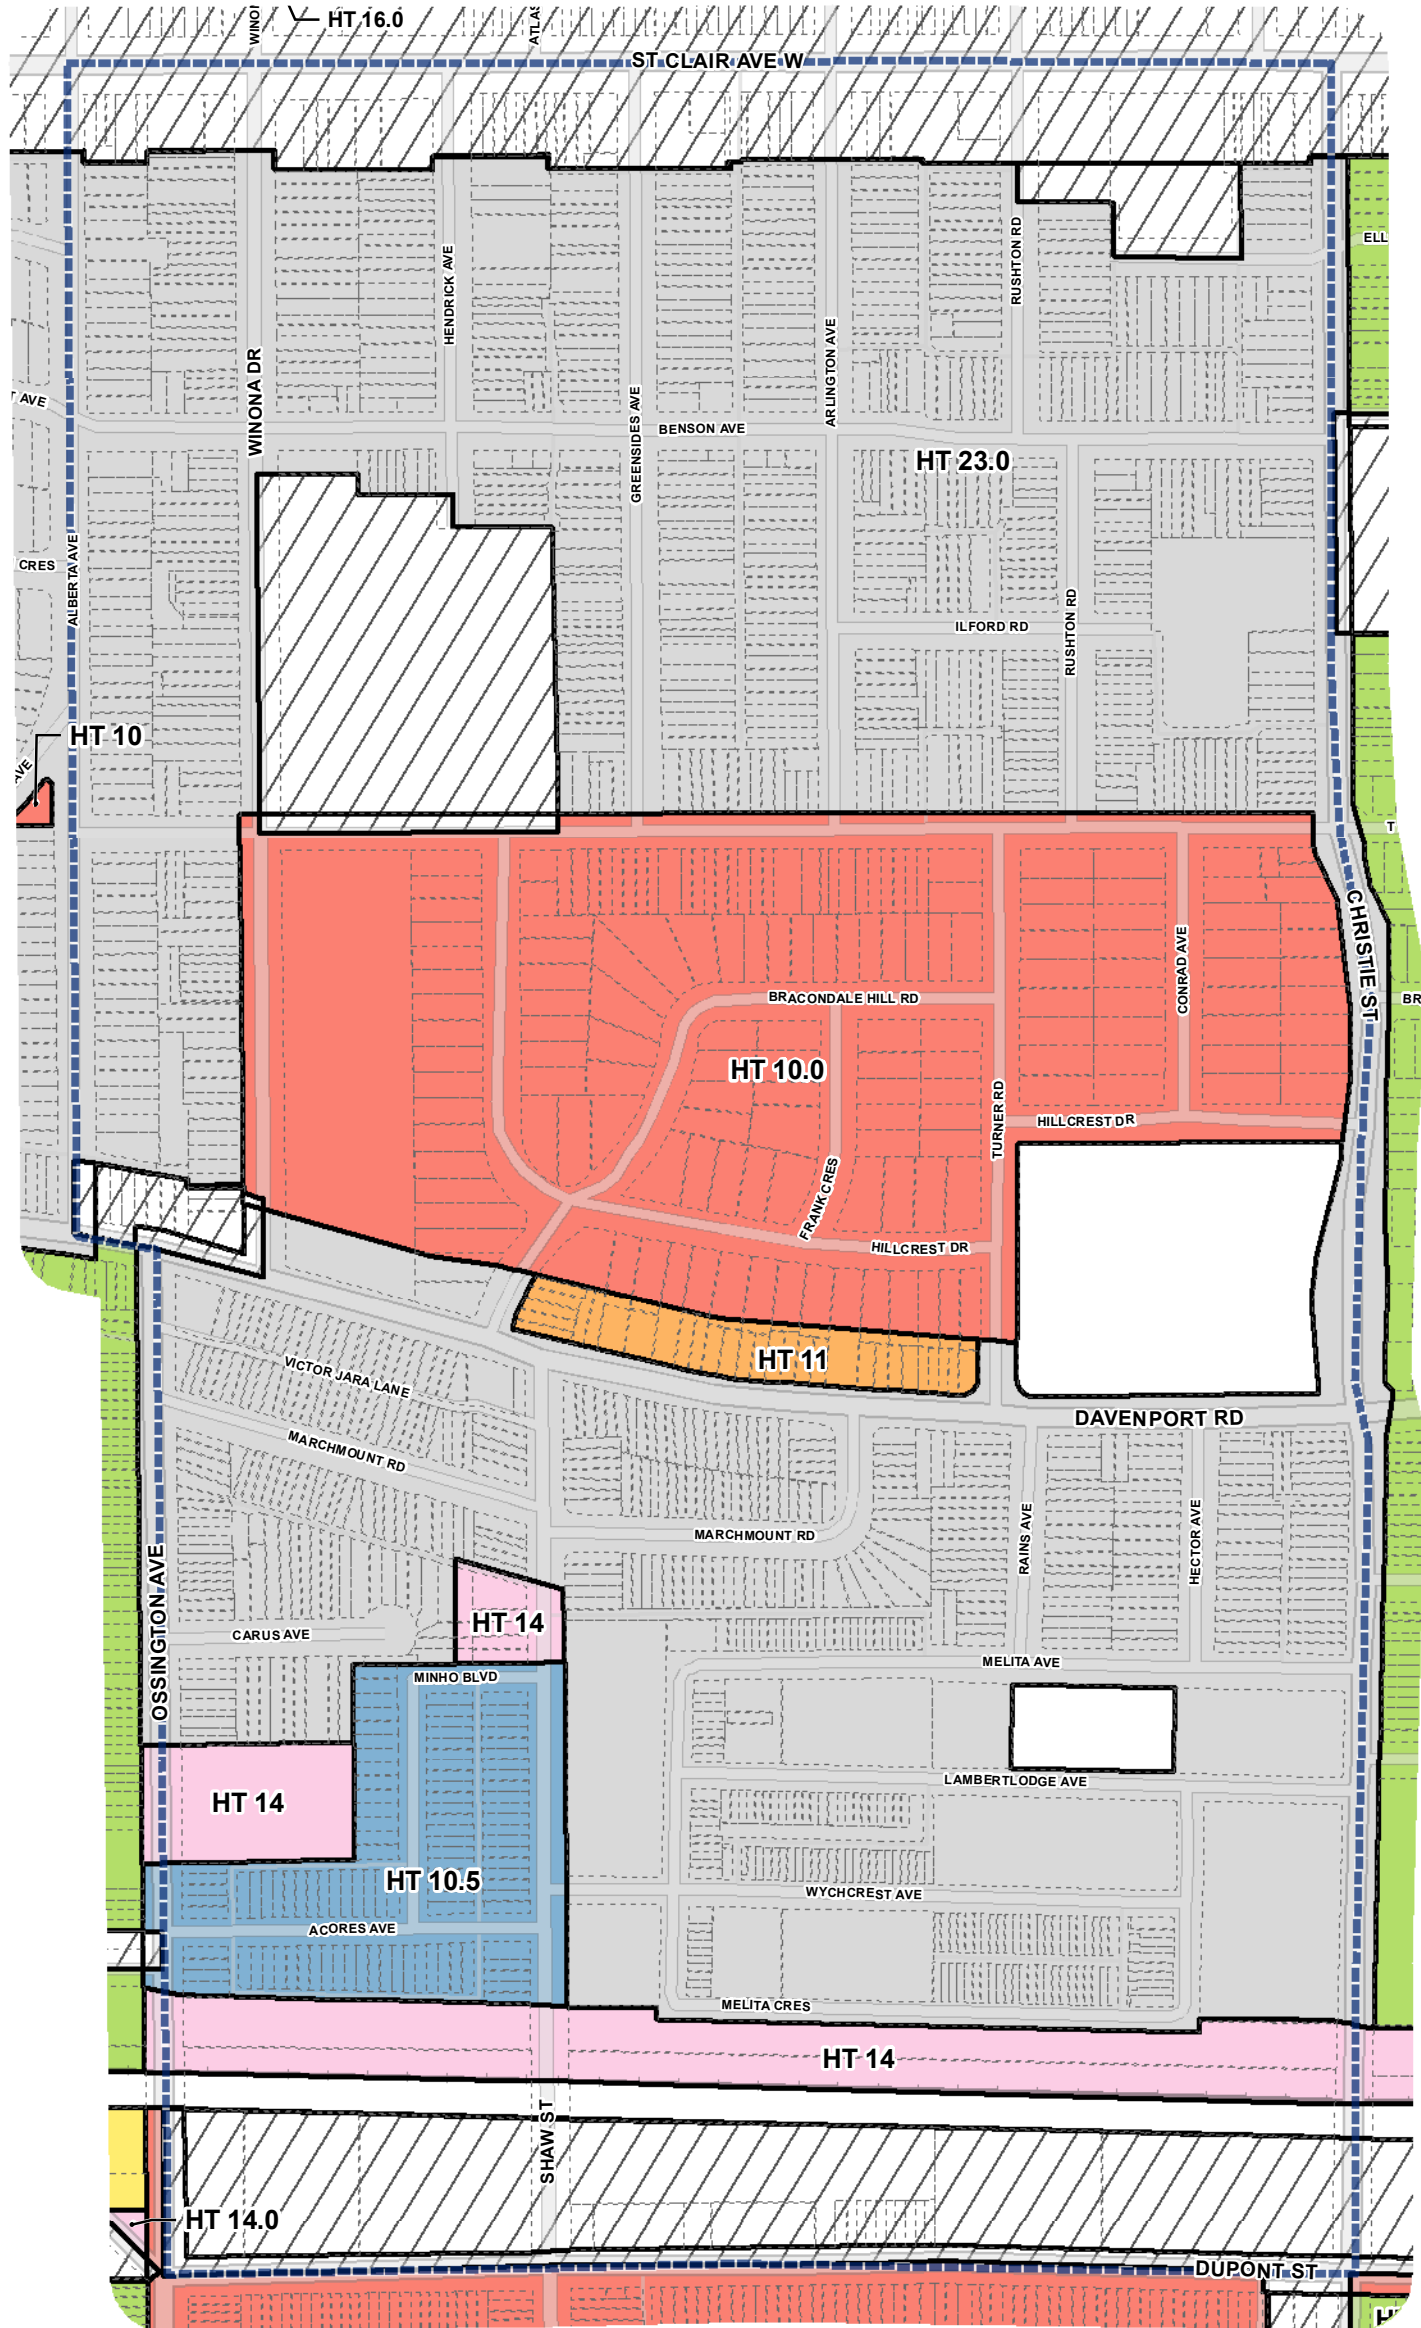 HT 16.0
ST CLAIR AVE W
ELL
RUSHTON RD
HENDRICK AVE
ARLINGTON AVE
WINONA DR
AVE
GREENSIDES AVE
BENSON AVE
HT 23.0
CRES
ALBERTA AVE
ILFORD RD
RUSHTON RD
HT 10
AVE
T
CHRISTIE ST
CONRAD AVE
BRACONDALE HILL RD
BR
HT 10.0
TURNER RD
HILLCREST DR
FRANK CRES
HILLCREST DR
HT 11
VICTOR JARA LANE
DAVENPORT RD
MARCHMOUNT RD
MARCHMOUNT RD
RAINS AVE
HECTOR AVE
OSSINGTON AVE
HT 14
CARUS AVE
MELITA AVE
MINHO BLVD
LAMBERTLODGE AVE
HT 14
HT 10.5
WYCHCREST AVE
ACORES AVE
MELITA CRES
HT 14
SHAW ST
HT 14.0
DUPONT ST